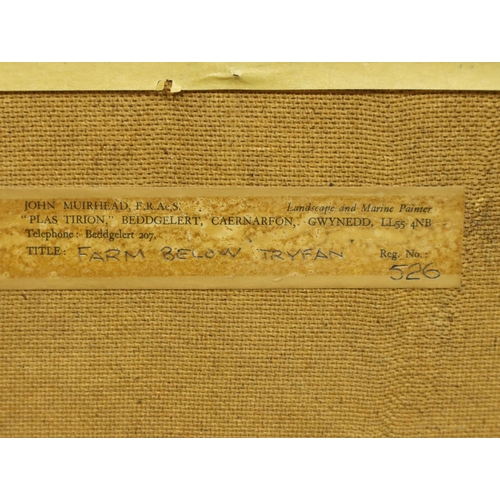 JOHN MUIRHEAD, F.R.A.,S. Landscape and Marine Painter
"PLAS TIRION," BEDDGELERT, CAERNARFON, GWYNEDD, LL55 4NB
Telephone: Beddgelert 207.
TITLE: FARM BELOW TRYFAN Reg. No.:
526